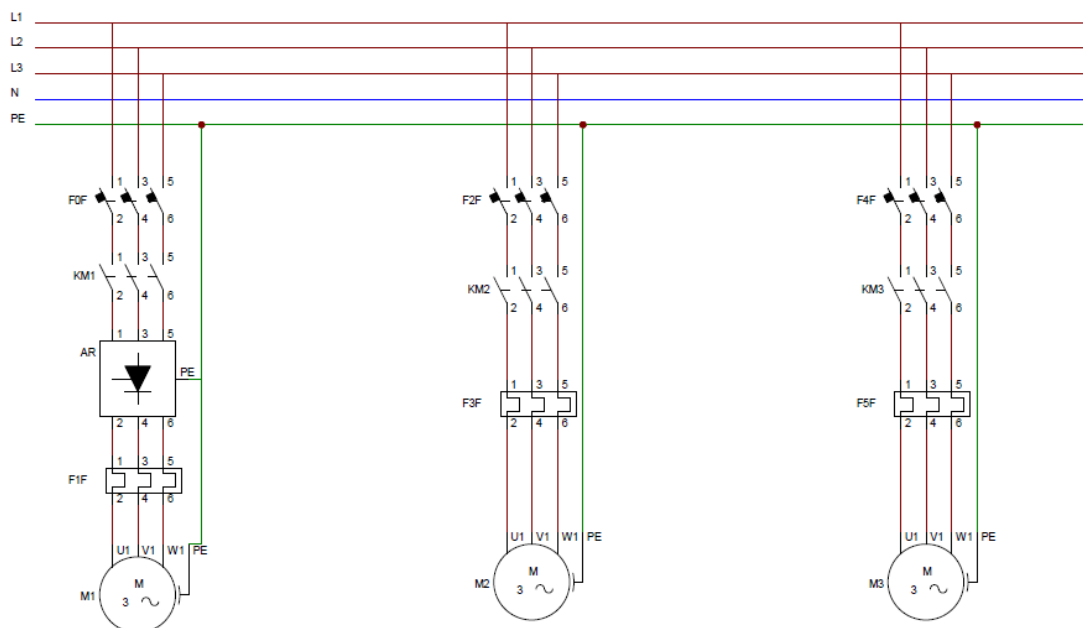 L1
L2
L3
N
PE
F0F 1 3 5
2 4 6
F2F 1 3 5
2 4 6
F4F 1 3 5
2 4 6
KM1 1 3 5
2 4 6
KM2 1 3 5
2 4 6
KM3 1 3 5
2 4 6
AR 1 3 5
PE
2 4 6
F3F 1 3 5
2 4 6
F5F 1 3 5
2 4 6
F1F 1 3 5
2 4 6
U1 V1 W1 PE
M1 M
3
U1 V1 W1 PE
M2 M
3
U1 V1 W1 PE
M3 M
3